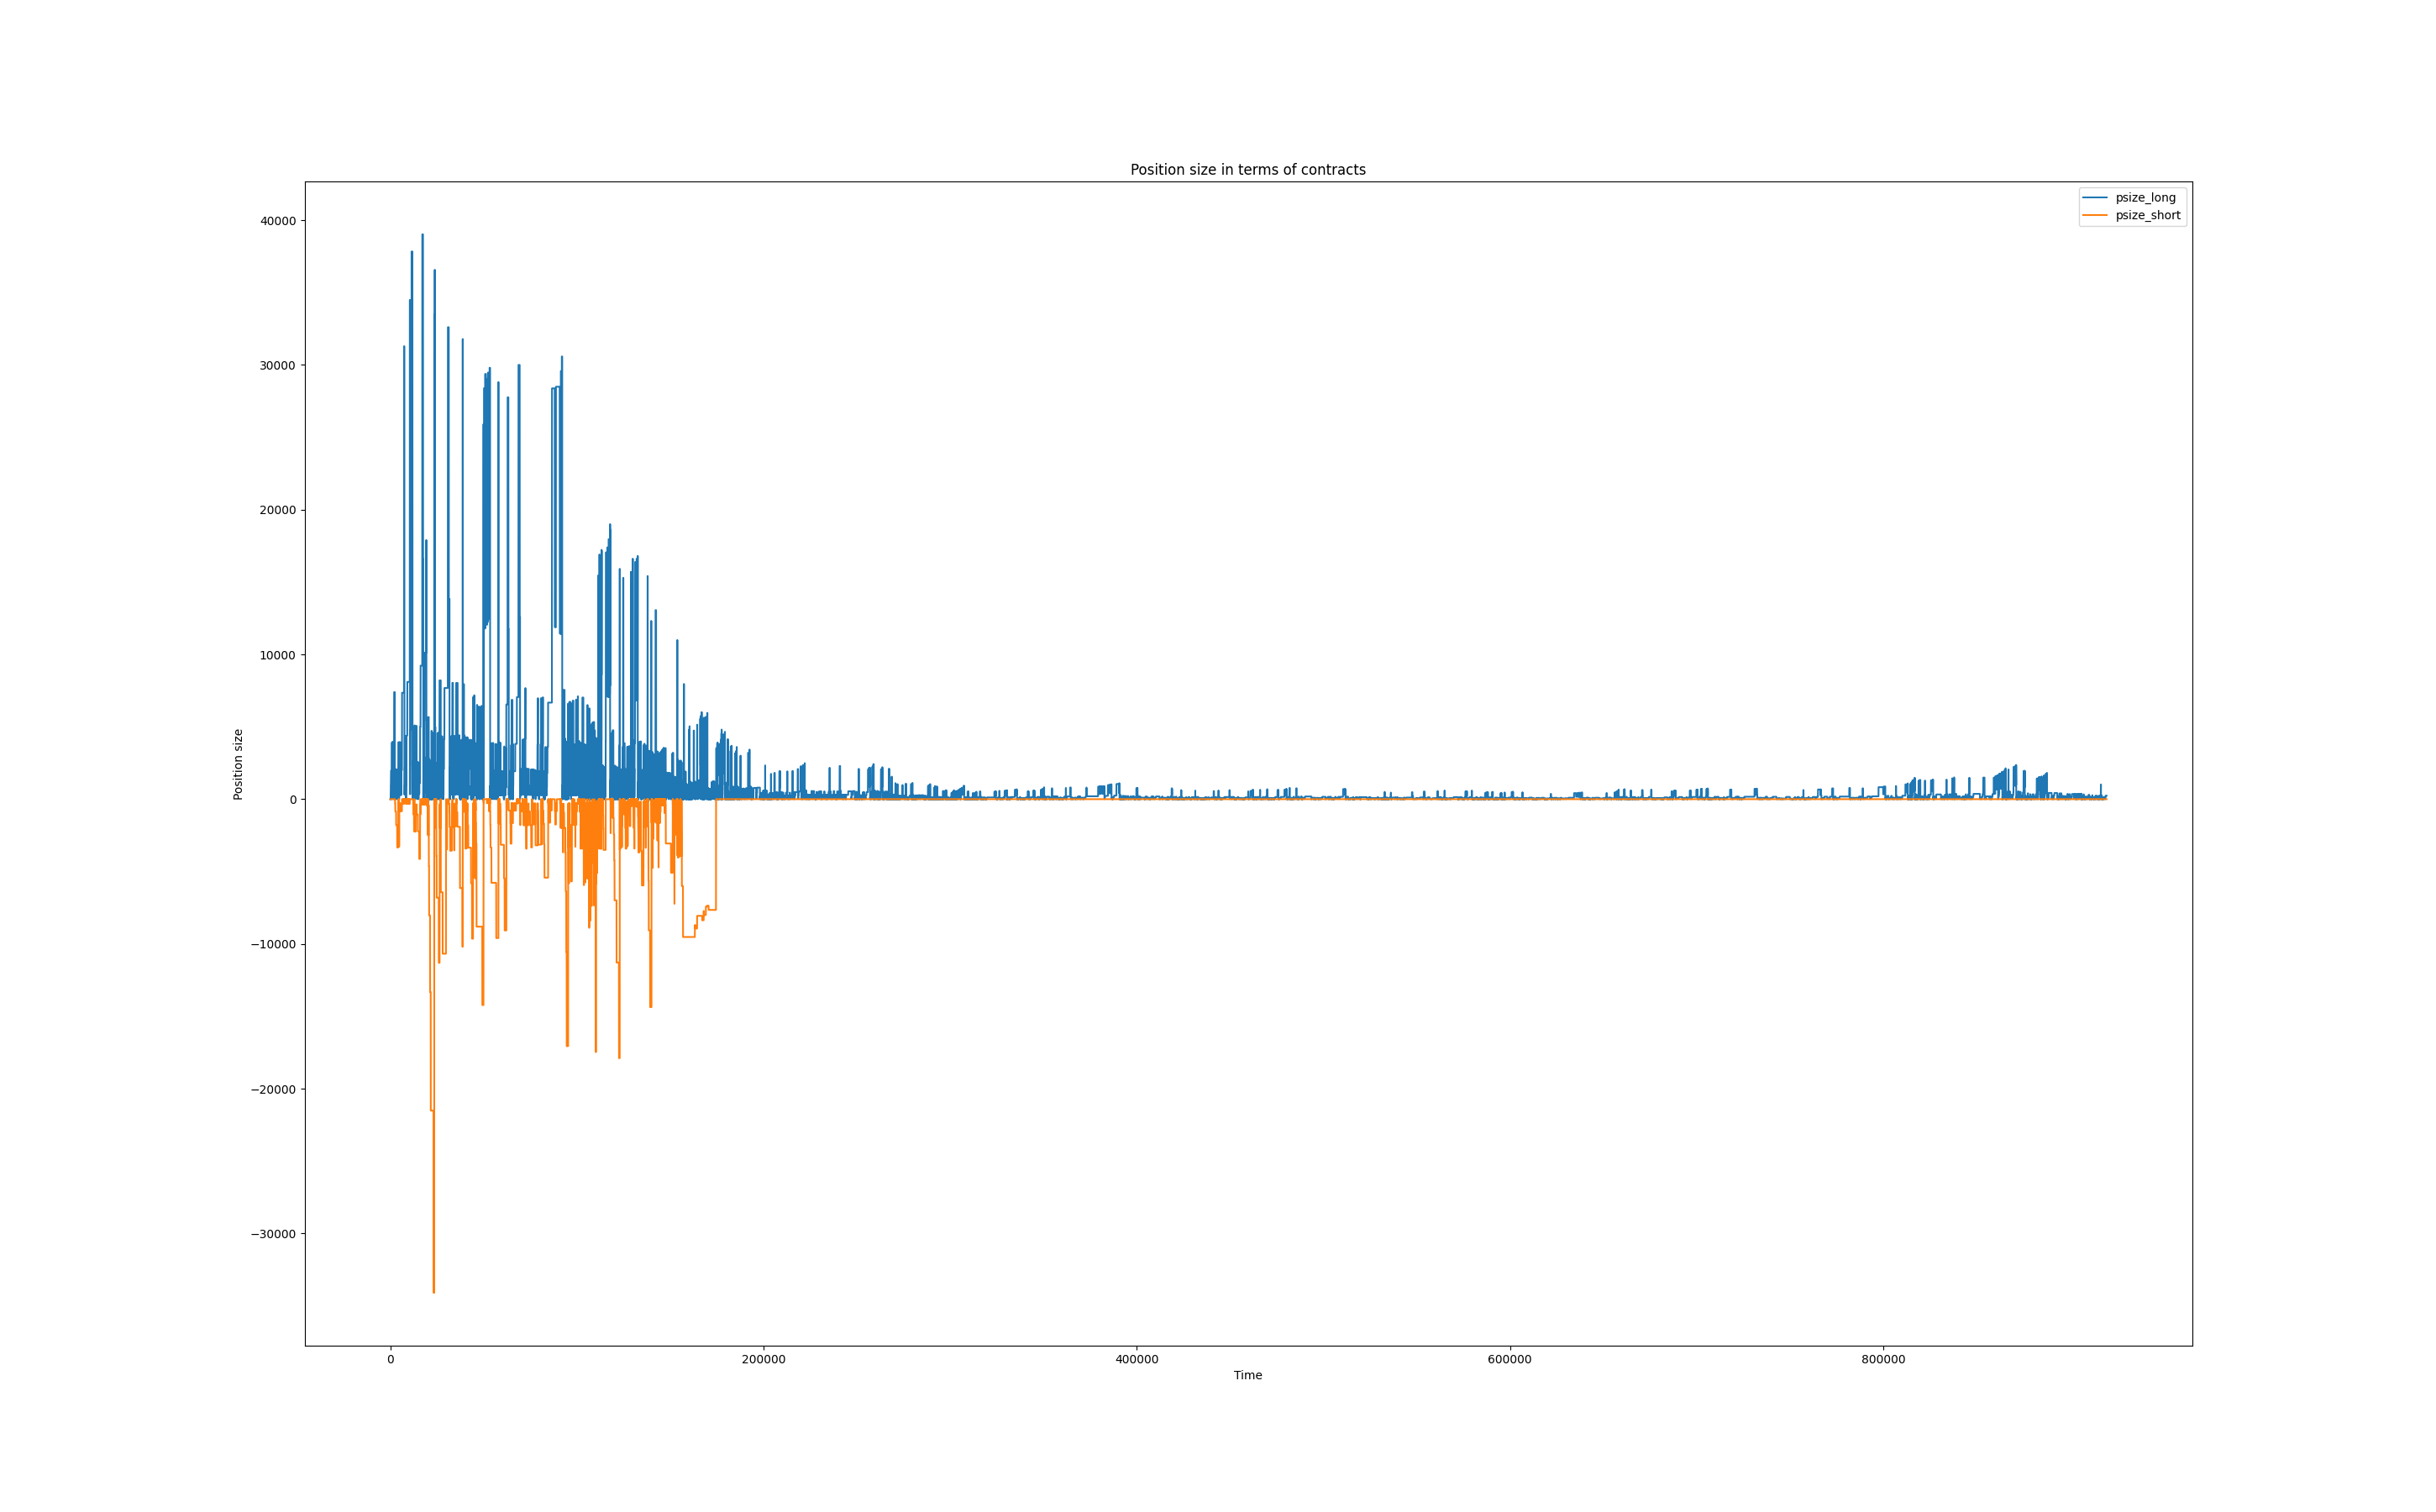 Position size in terms of contracts
psize_long
psize_short
40000
30000
20000
10000
0
−10000
−20000
−30000
Position size
0
200000
400000
600000
800000
Time